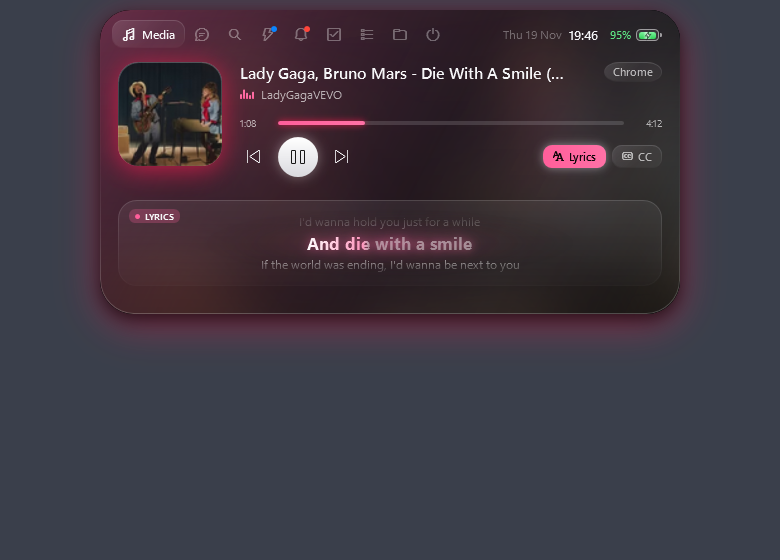 Media
Thu 19 Nov 19:46 95%
Lady Gaga, Bruno Mars - Die With A Smile (...
Chrome
LadyGagaVEVO
1:08
4:12
Lyrics
CC CC
LYRICS
I'd wanna hold you just for a while
And die with a smile
If the world was ending, I'd wanna be next to you